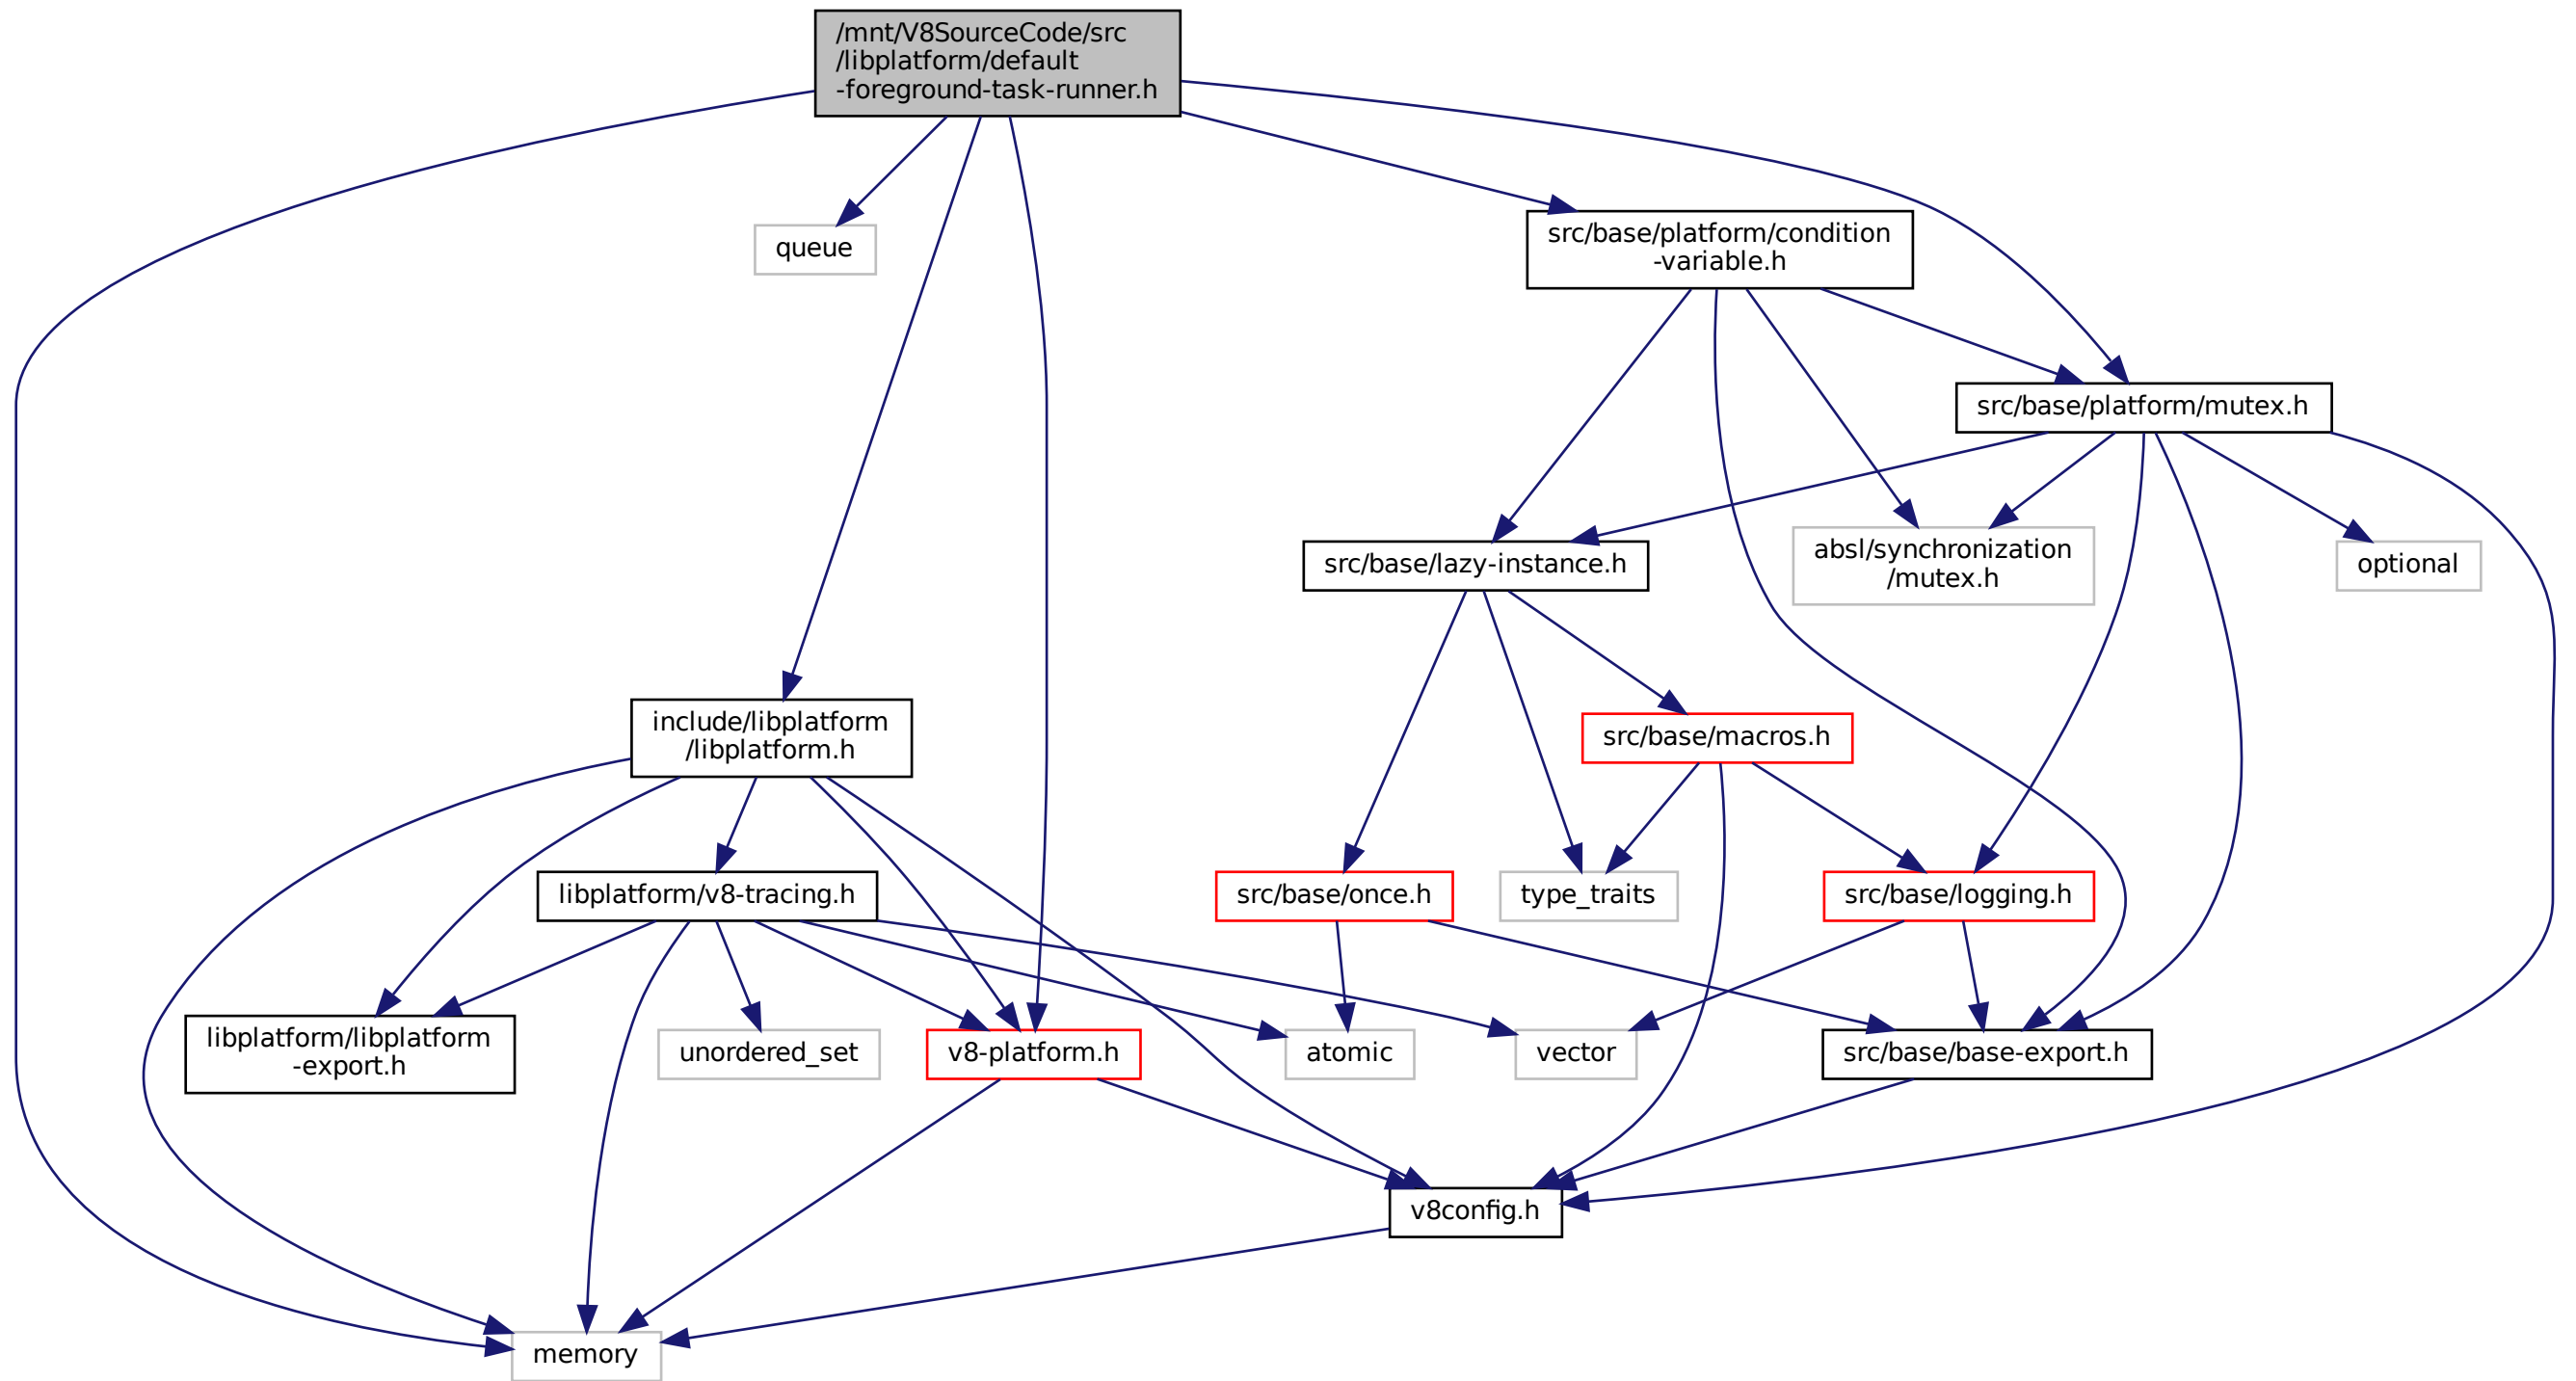 /mnt/V8SourceCode/src
/libplatform/default
-foreground-task-runner.h
queue
src/base/platform/condition
-variable.h
src/base/platform/mutex.h
src/base/lazy-instance.h
absl/synchronization
/mutex.h
optional
include/libplatform
/libplatform.h
src/base/macros.h
libplatform/v8-tracing.h
src/base/once.h
type_traits
src/base/logging.h
libplatform/libplatform
-export.h
unordered_set
v8-platform.h
atomic
vector
src/base/base-export.h
v8config.h
memory